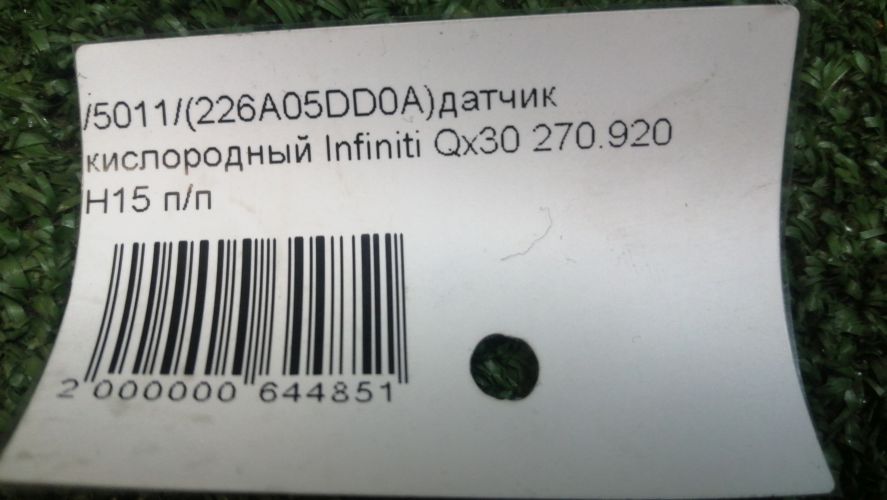 /5011/(226A05DD0A)датчик
кислородный Infiniti Qx30 270.920
H15 п/п
2 000000 644851